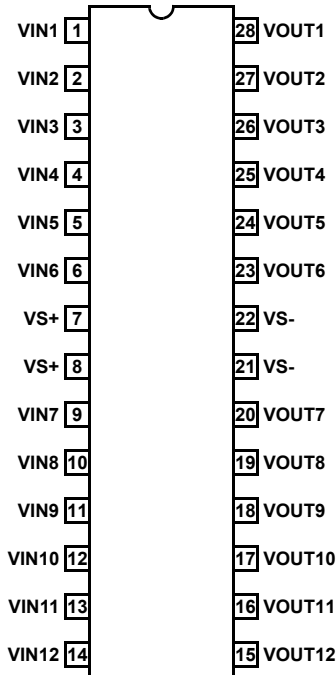 VIN1 1 28 VOUT1
VIN2 2 27 VOUT2
VIN3 3 26 VOUT3
VIN4 4 25 VOUT4
VIN5 5 24 VOUT5
VIN6 6 23 VOUT6
VS+ 7 22 VS-
VS+ 8 21 VS-
VIN7 9 20 VOUT7
VIN8 10 19 VOUT8
VIN9 11 18 VOUT9
VIN10 12 17 VOUT10
VIN11 13 16 VOUT11
VIN12 14 15 VOUT12